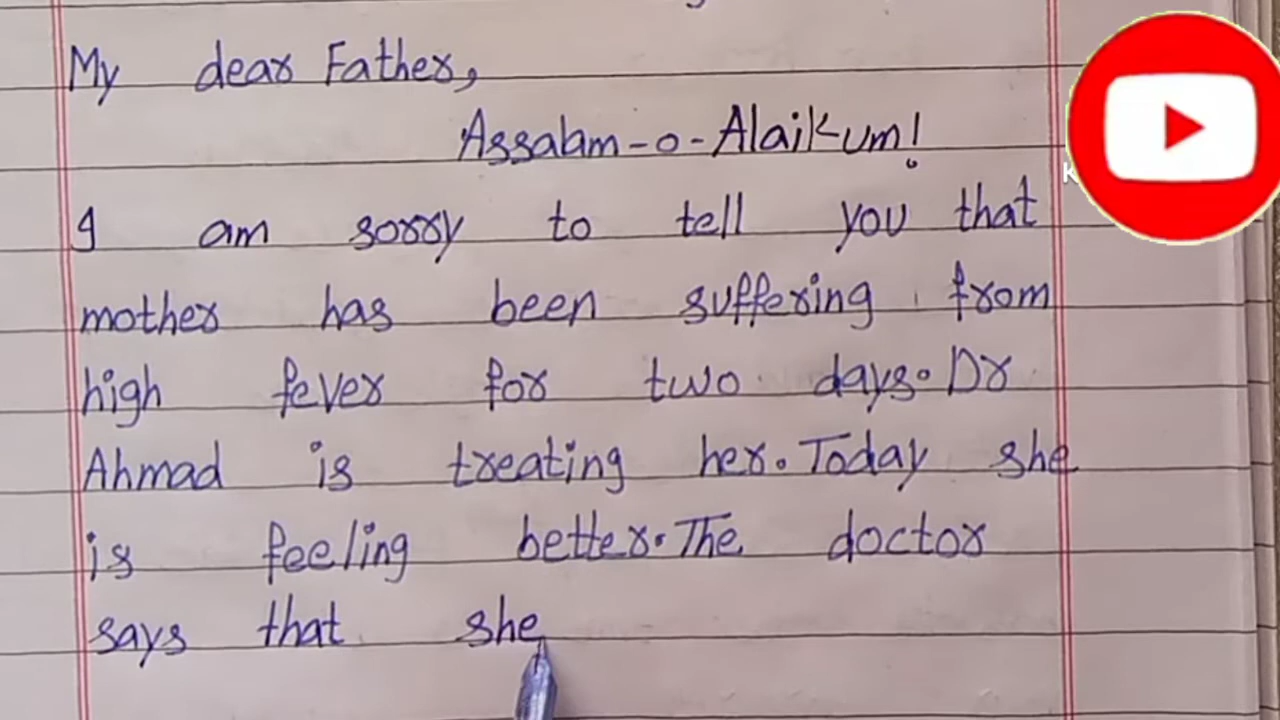 My dear Father,
Assalam-o-Alaikum!
I am sorry to tell you that
mother has been suffering from
high fever for two days. Dr
Ahmad is treating her. Today she
is feeling better. The doctor
says that she